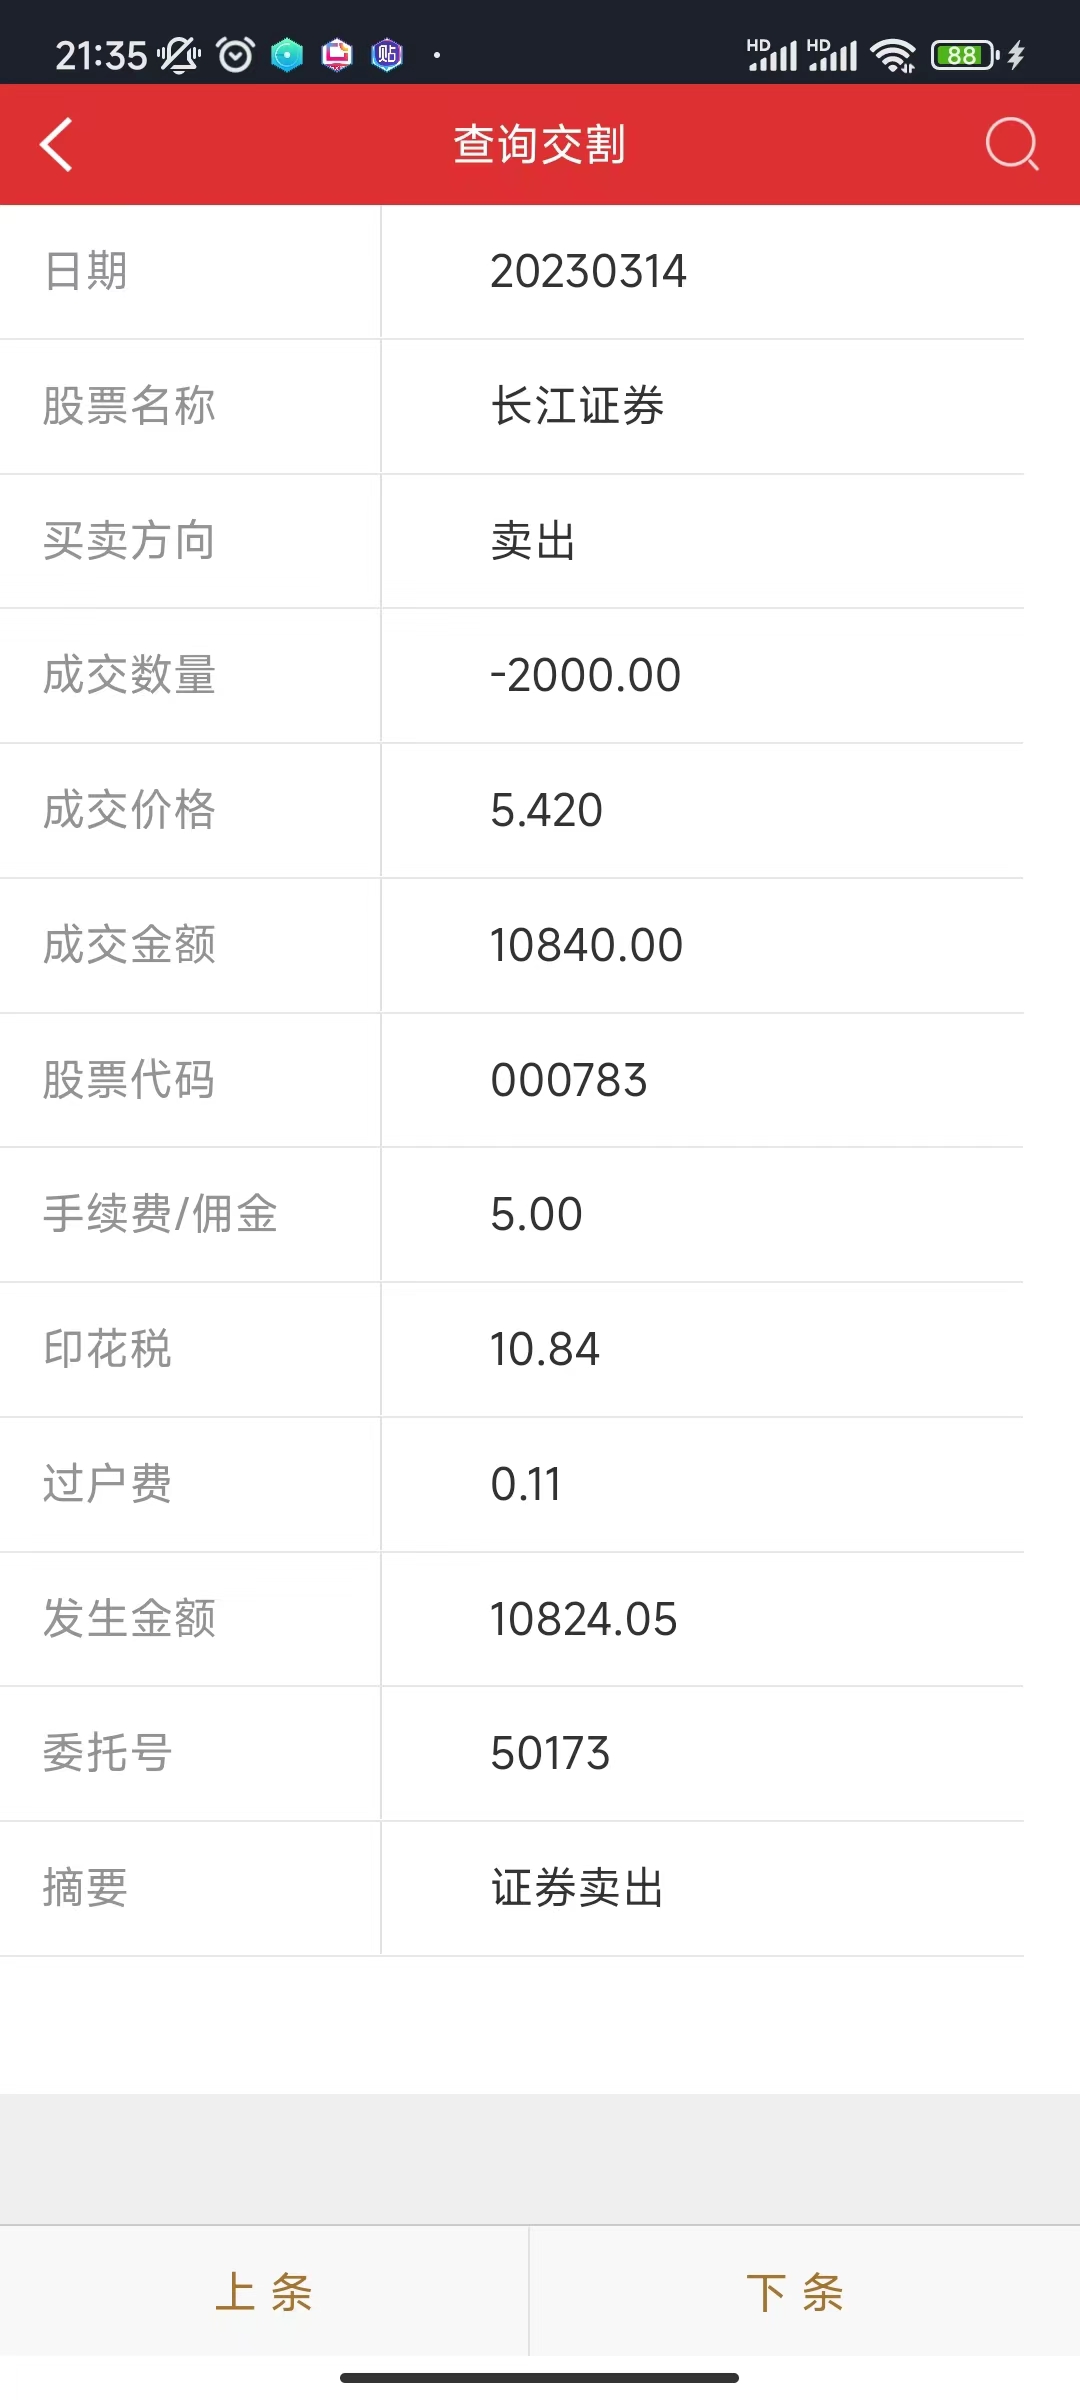 21:35 贴 HD HD 88
查询交割
日期 20230314
股票名称 长江证券
买卖方向 卖出
成交数量 -2000.00
成交价格 5.420
成交金额 10840.00
股票代码 000783
手续费/佣金 5.00
印花税 10.84
过户费 0.11
发生金额 10824.05
委托号 50173
摘要 证券卖出
上条 下条